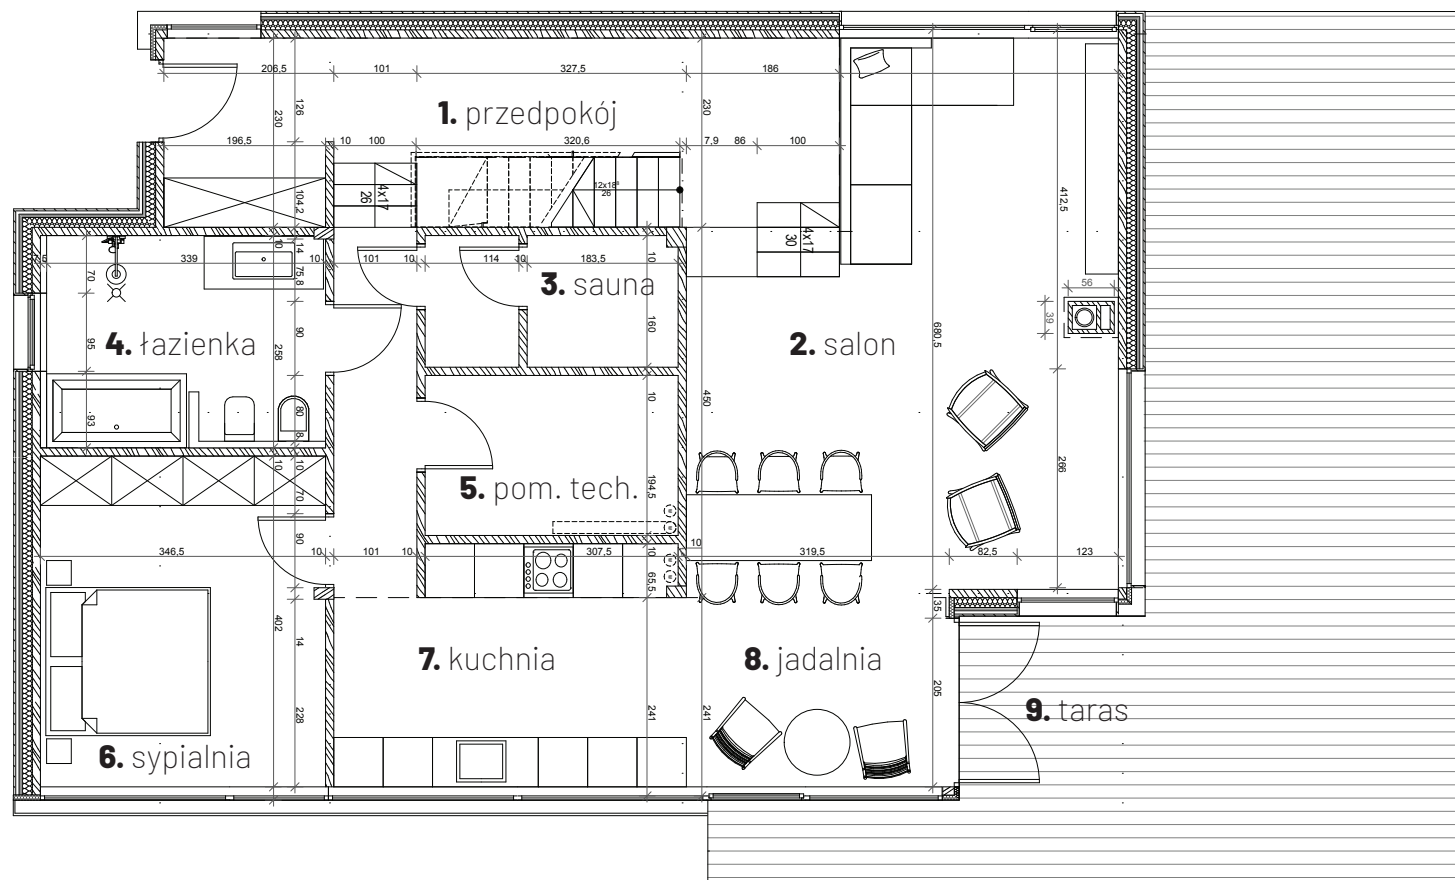 206,5 101 327,5 186
126
230
230
1. przedpokój
196,5 10 100 320,6 7,9 86 100
104,2
4x17
26
12x18⁸
26
412,5
4x17
30
7,5 339 10 101 10 114 10 183,5
10
14
75,8
10
70
3. sauna
56
39
160
680,5
4. łazienka
95
90
258
2. salon
93
80
8
10
450
10
10
70
266
5. pom. tech.
194,5
346,5 10 101 10 307,5 10 319,5 82,5 123
90
10
65,5
402
14
35
7. kuchnia
8. jadalnia
205
228
241
241
9. taras
6. sypialnia